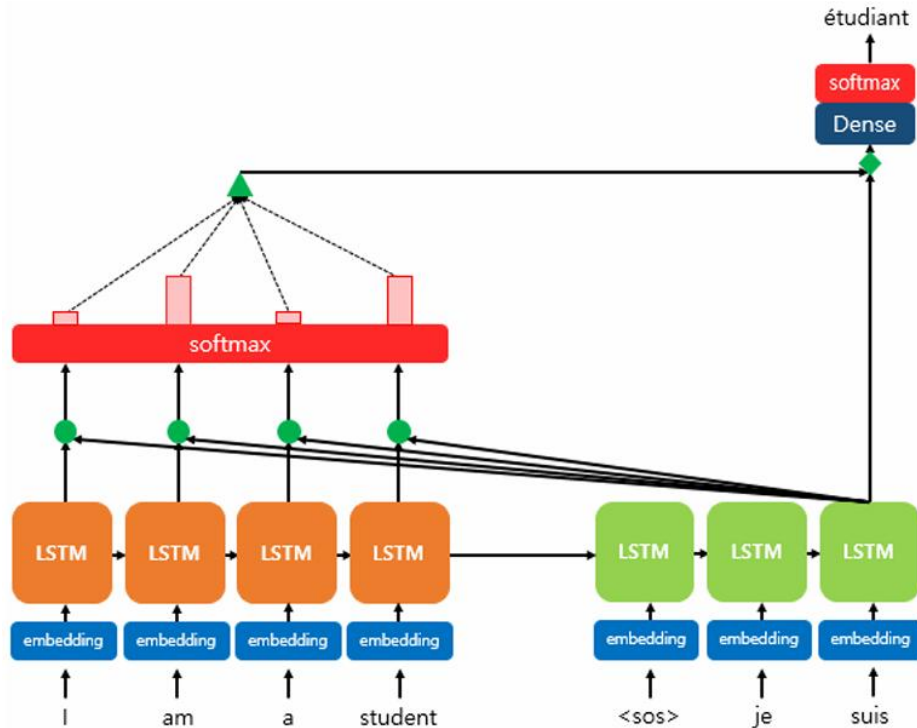 étudiant
softmax
Dense
softmax
LSTM LSTM LSTM LSTM LSTM LSTM LSTM
embedding embedding embedding embedding embedding embedding embedding
I am a student <sos> je suis